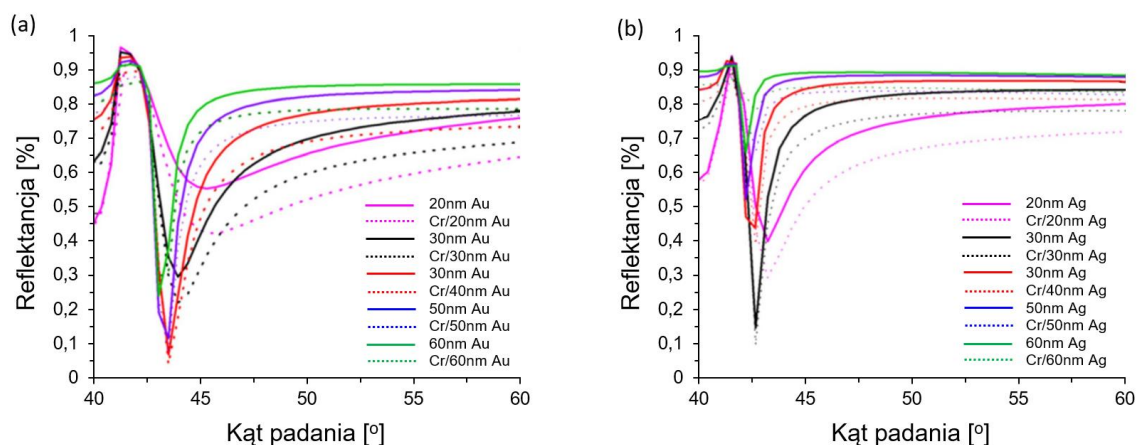 (a)
Reflektancja [%]
1
0,9
0,8
0,7
0,6
0,5
0,4
0,3
0,2
0,1
0
40
45
50
55
60
Kąt padania [º]
20nm Au
Cr/20nm Au
30nm Au
Cr/30nm Au
30nm Au
Cr/40nm Au
50nm Au
Cr/50nm Au
60nm Au
Cr/60nm Au
(b)
Reflektancja [%]
1
0,9
0,8
0,7
0,6
0,5
0,4
0,3
0,2
0,1
0
40
45
50
55
60
Kąt padania [º]
20nm Ag
Cr/20nm Ag
30nm Ag
Cr/30nm Ag
30nm Ag
Cr/40nm Ag
50nm Ag
Cr/50nm Ag
60nm Ag
Cr/60nm Ag